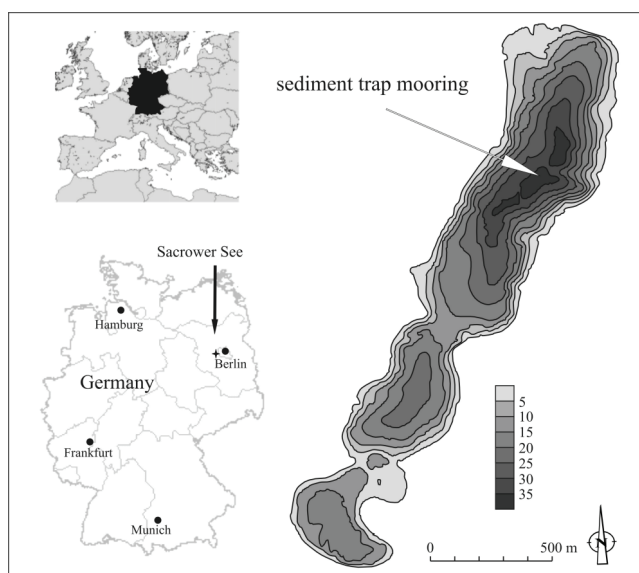 sediment trap mooring
Sacrower See
Hamburg
Berlin
Germany
Frankfurt
Munich
5
10
15
20
25
30
35
0 500 m
N